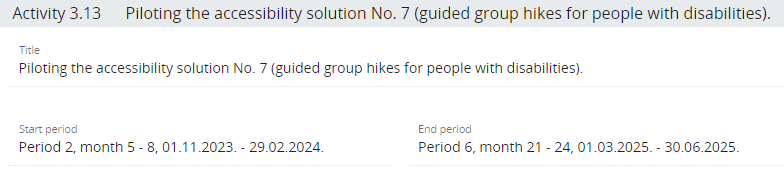 Activity 3.13 Piloting the accessibility solution No. 7 (guided group hikes for people with disabilities).
Title
Piloting the accessibility solution No. 7 (guided group hikes for people with disabilities).
Start period
Period 2, month 5 - 8, 01.11.2023. - 29.02.2024.
End period
Period 6, month 21 - 24, 01.03.2025. - 30.06.2025.